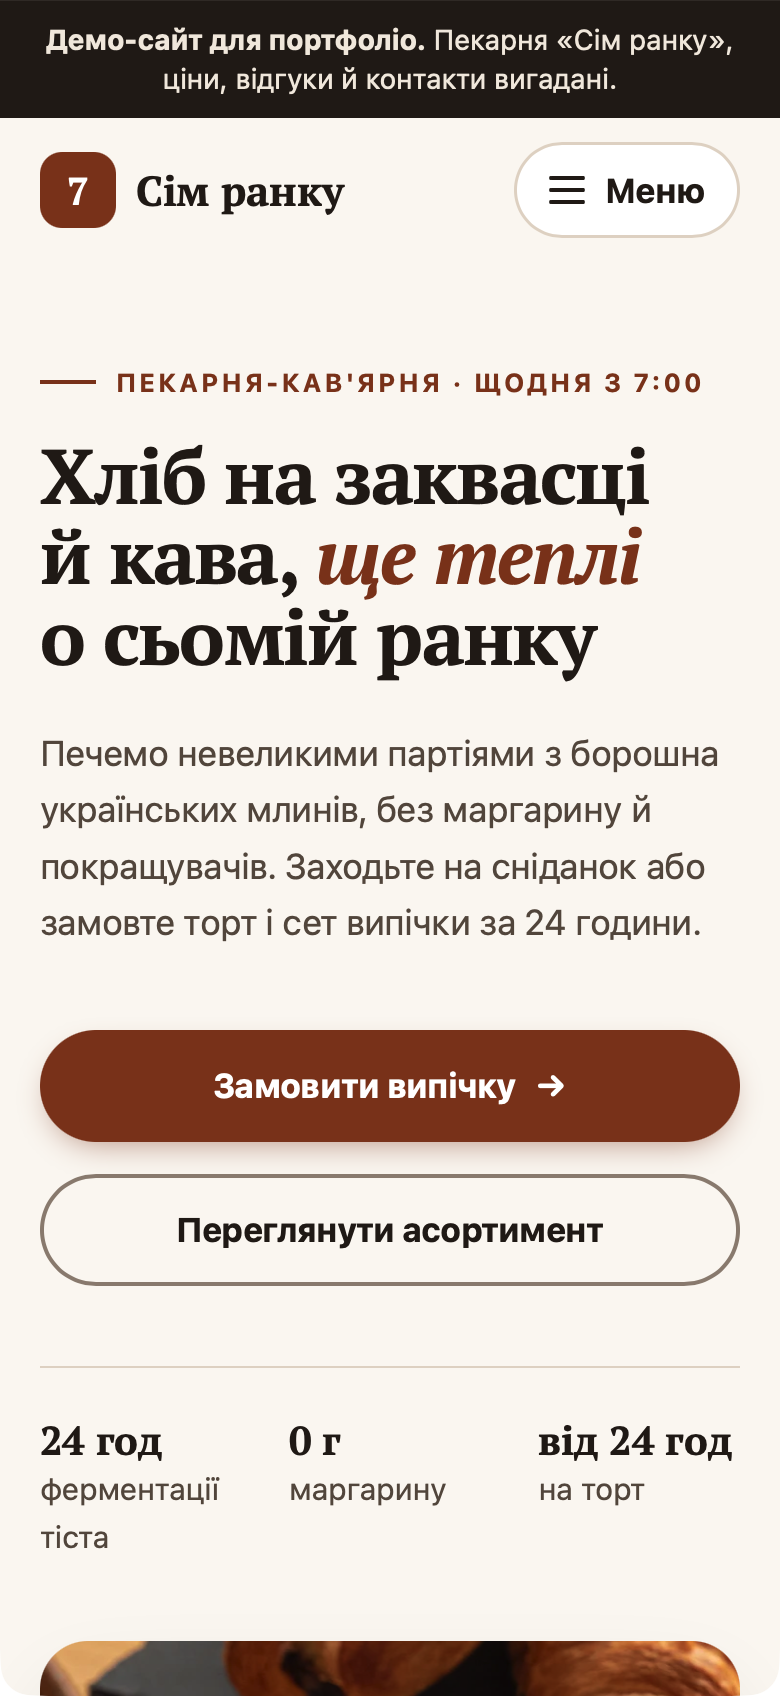 Демо-сайт для портфоліо. Пекарня «Сім ранку»,
ціни, відгуки й контакти вигадані.
7 Сім ранку
Меню
ПЕКАРНЯ-КАВ'ЯРНЯ · ЩОДНЯ З 7:00
Хліб на заквасці
й кава, ще теплі
о сьомій ранку
Печемо невеликими партіями з борошна
українських млинів, без маргарину й
покращувачів. Заходьте на сніданок або
замовте торт і сет випічки за 24 години.
Замовити випічку →
Переглянути асортимент
24 год
ферментації
тіста
0 г
маргарину
від 24 год
на торт